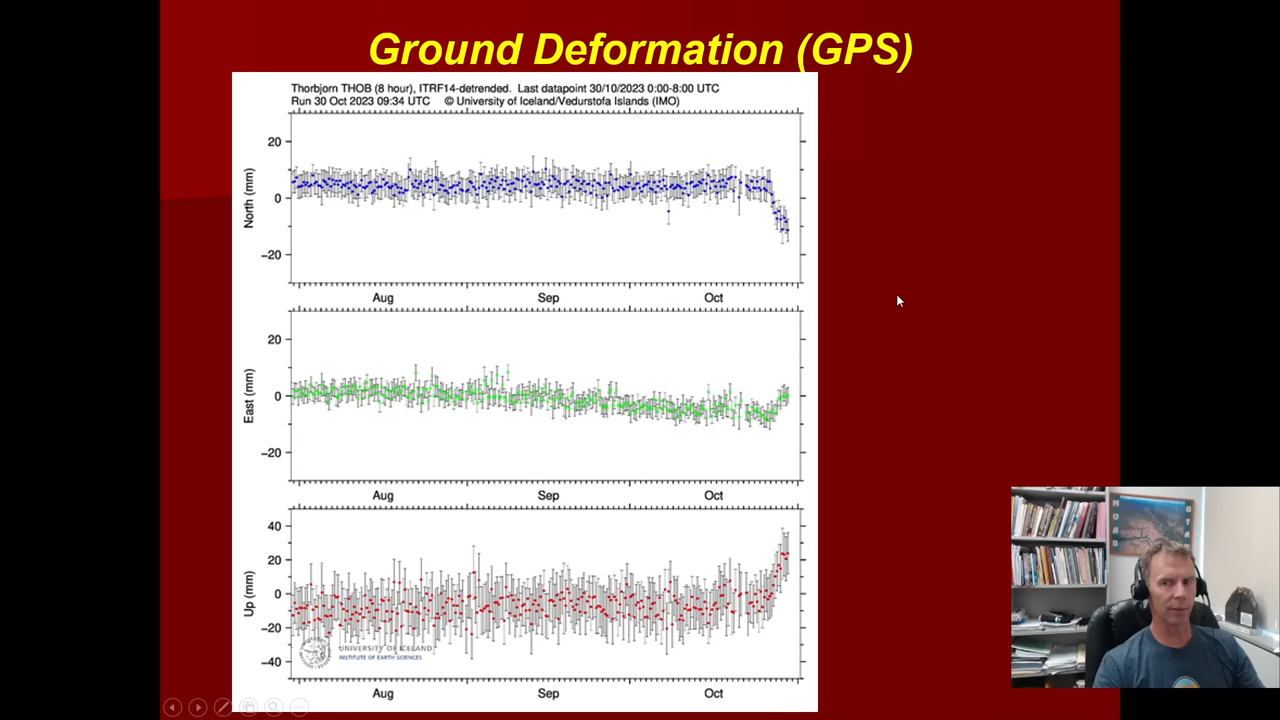 Ground Deformation (GPS)
Thorbjorn THOB (8 hour), ITRF14-detrended. Last datapoint 30/10/2023 0:00-8:00 UTC
Run 30 Oct 2023 09:34 UTC © University of Iceland/Vedurstofa Islands (IMO)
North (mm)
20
0
−20
Aug Sep Oct
East (mm)
20
0
−20
Aug Sep Oct
Up (mm)
40
20
0
−20
−40
UNIVERSITY OF ICELAND
INSTITUTE OF EARTH SCIENCES
Aug Sep Oct